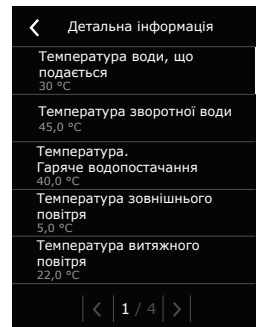 Детальна інформація
Температура води, що
подається
30 °C
Температура зворотної води
45,0 °C
Температура.
Гаряче водопостачання
40,0 °C
Температура зовнішнього
повітря
5,0 °C
Температура витяжного
повітря
22,0 °C
1 / 4